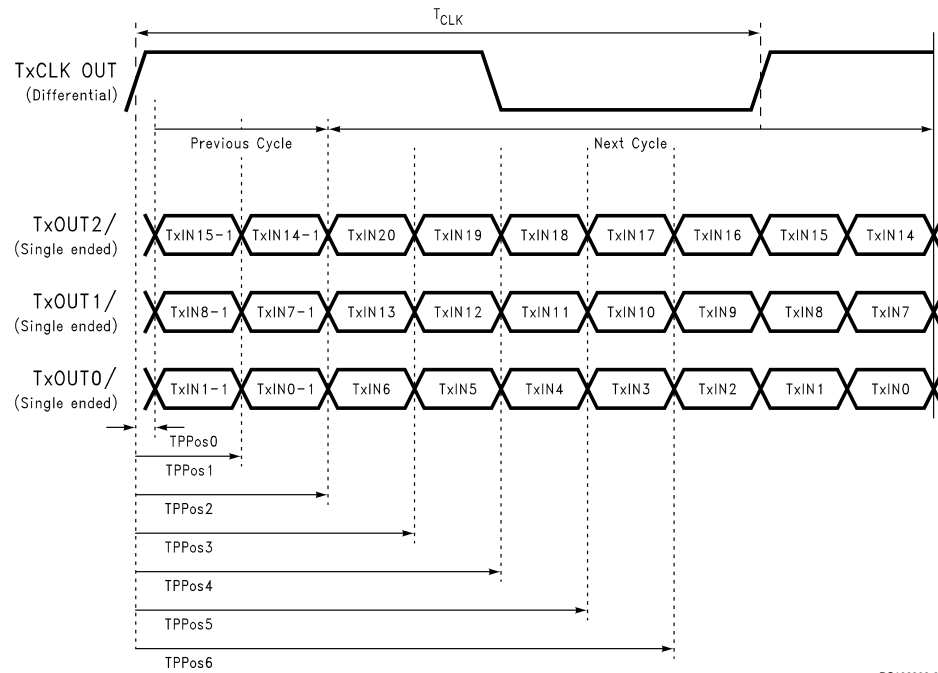 TCLK
TxCLK OUT
(Differential)
Previous Cycle
Next Cycle
TxOUT2/
(Single ended)
TxIN15-1 TxIN14-1 TxIN20 TxIN19 TxIN18 TxIN17 TxIN16 TxIN15 TxIN14
TxOUT1/
(Single ended)
TxIN8-1 TxIN7-1 TxIN13 TxIN12 TxIN11 TxIN10 TxIN9 TxIN8 TxIN7
TxOUT0/
(Single ended)
TxIN1-1 TxIN0-1 TxIN6 TxIN5 TxIN4 TxIN3 TxIN2 TxIN1 TxIN0
TPPos0
TPPos1
TPPos2
TPPos3
TPPos4
TPPos5
TPPos6